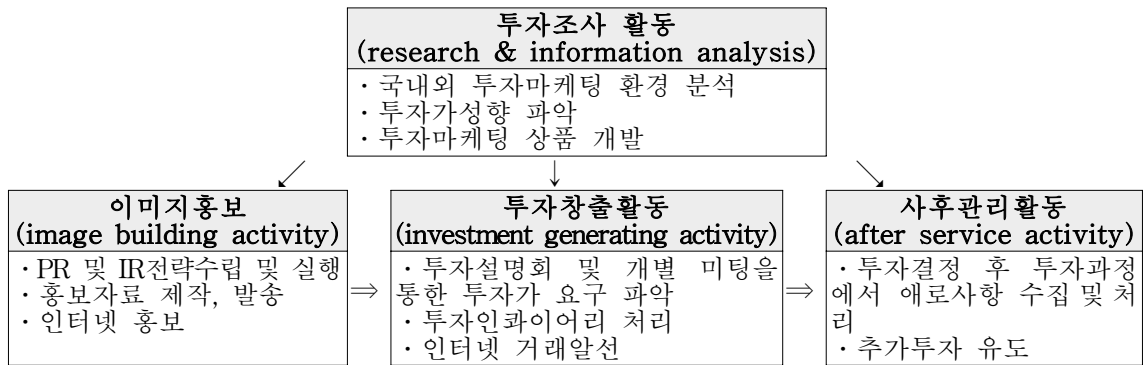 투자조사 활동
(research & information analysis)
· 국내외 투자마케팅 환경 분석
· 투자가성향 파악
· 투자마케팅 상품 개발
↙ ↓ ↘
이미지홍보
(image building activity)
· PR 및 IR전략수립 및 실행
· 홍보자료 제작, 발송
· 인터넷 홍보
⇒
투자창출활동
(investment generating activity)
· 투자설명회 및 개별 미팅을
통한 투자가 요구 파악
· 투자인콰이어리 처리
· 인터넷 거래알선
⇒
사후관리활동
(after service activity)
· 투자결정 후 투자과정
에서 애로사항 수집 및 처
리
· 추가투자 유도